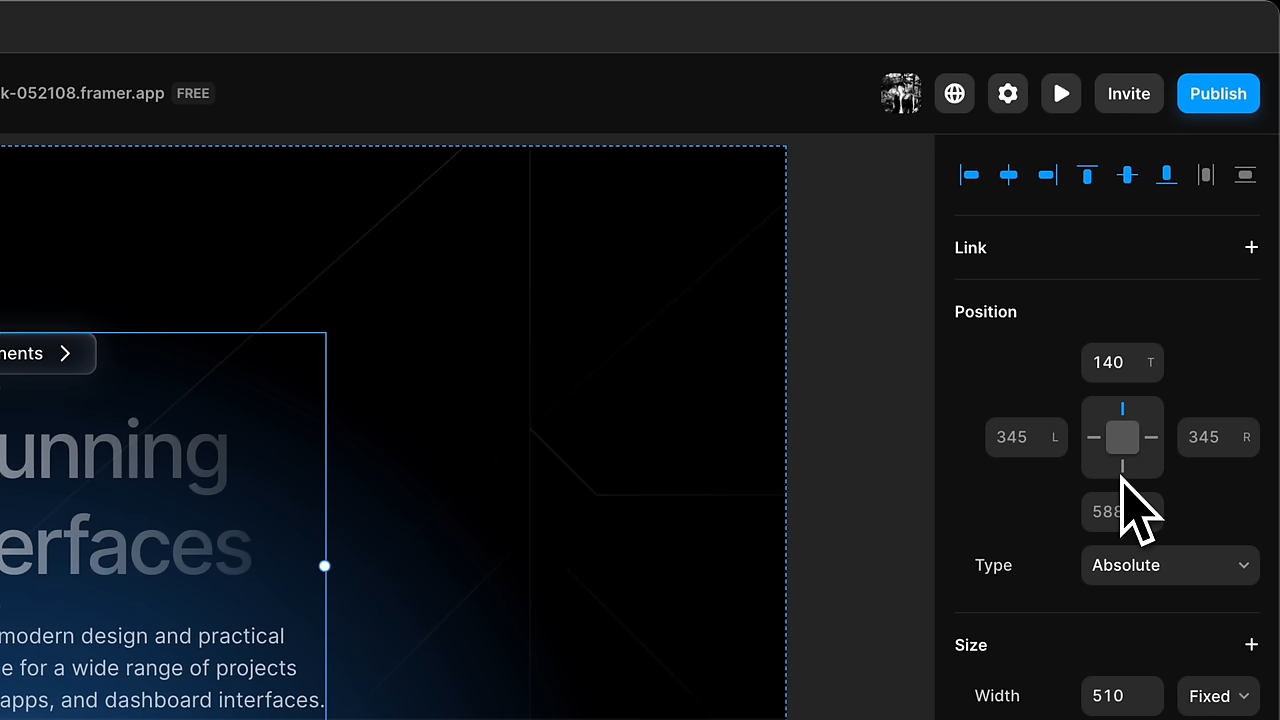 k-052108.framer.app FREE
Invite
Publish
Link
Position
140 T
345 L
345 R
Type
Absolute
Size
Width
510
Fixed
unning
erfaces
modern design and practical
e for a wide range of projects
apps, and dashboard interfaces.